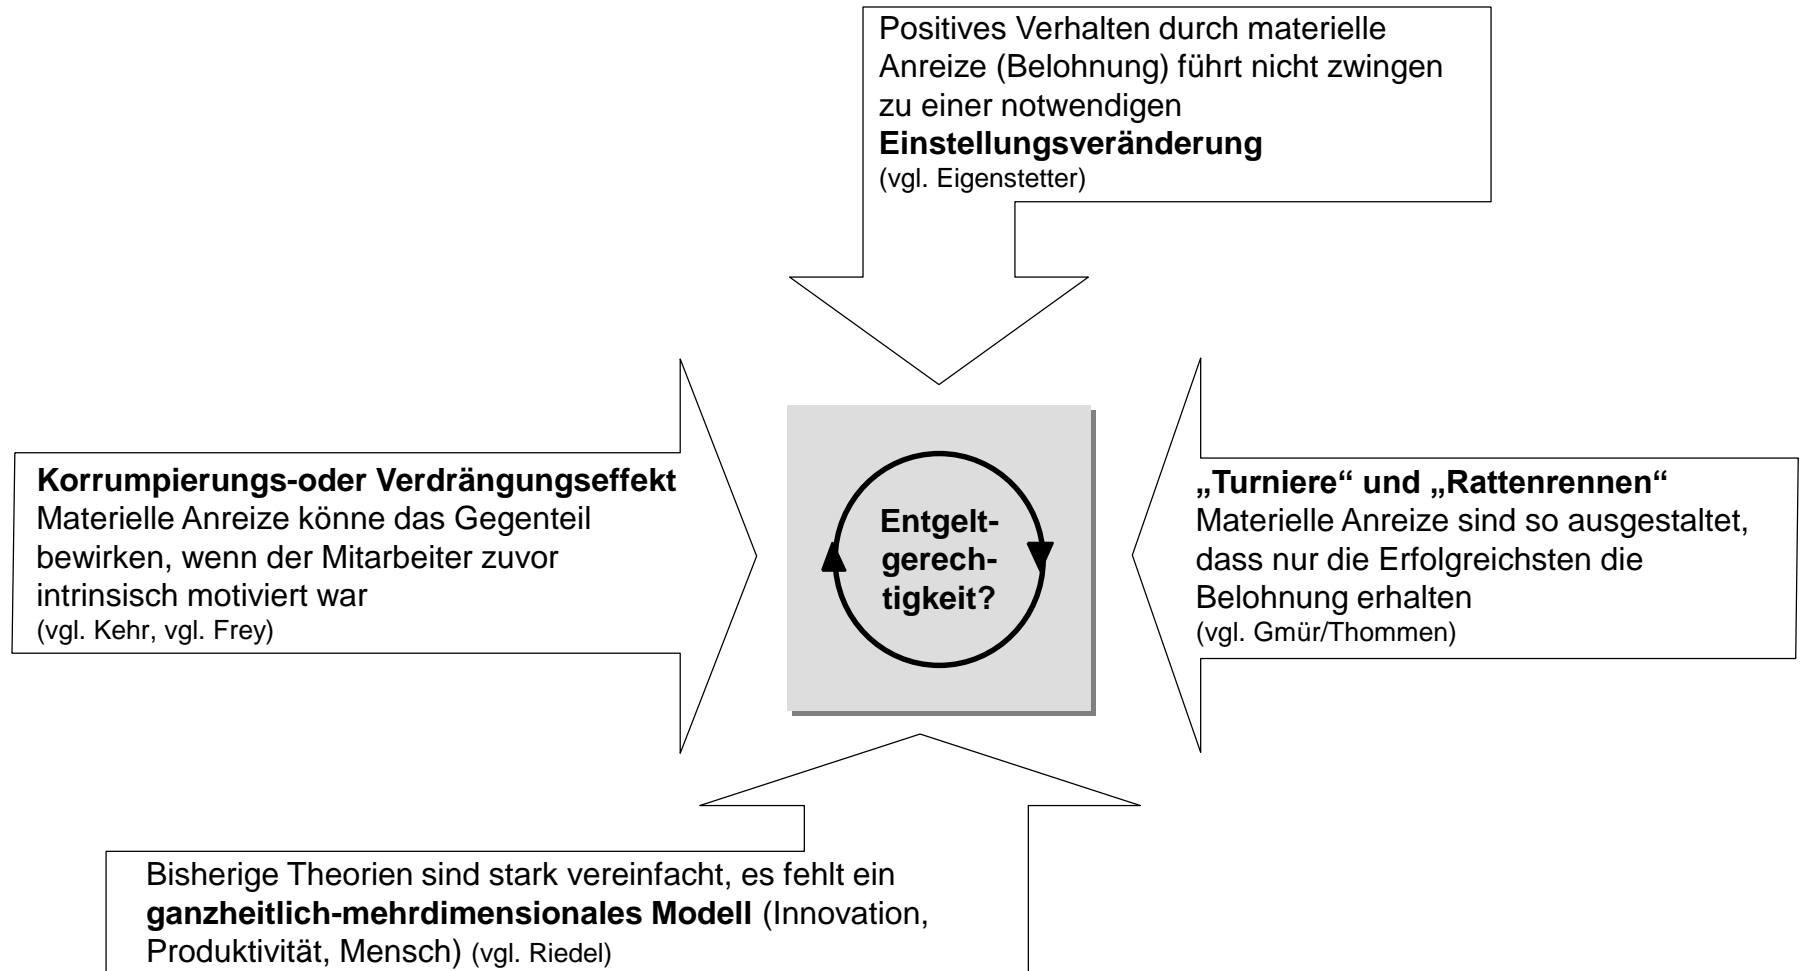 Positives Verhalten durch materielle
Anreize (Belohnung) führt nicht zwingen
zu einer notwendigen
Einstellungsveränderung
(vgl. Eigenstetter)
Korrumpierungs-oder Verdrängungseffekt
Materielle Anreize könne das Gegenteil
bewirken, wenn der Mitarbeiter zuvor
intrinsisch motiviert war
(vgl. Kehr, vgl. Frey)
Entgelt-
gerech-
tigkeit?
„Turniere“ und „Rattenrennen“
Materielle Anreize sind so ausgestaltet,
dass nur die Erfolgreichsten die
Belohnung erhalten
(vgl. Gmür/Thommen)
Bisherige Theorien sind stark vereinfacht, es fehlt ein
ganzheitlich-mehrdimensionales Modell (Innovation,
Produktivität, Mensch) (vgl. Riedel)